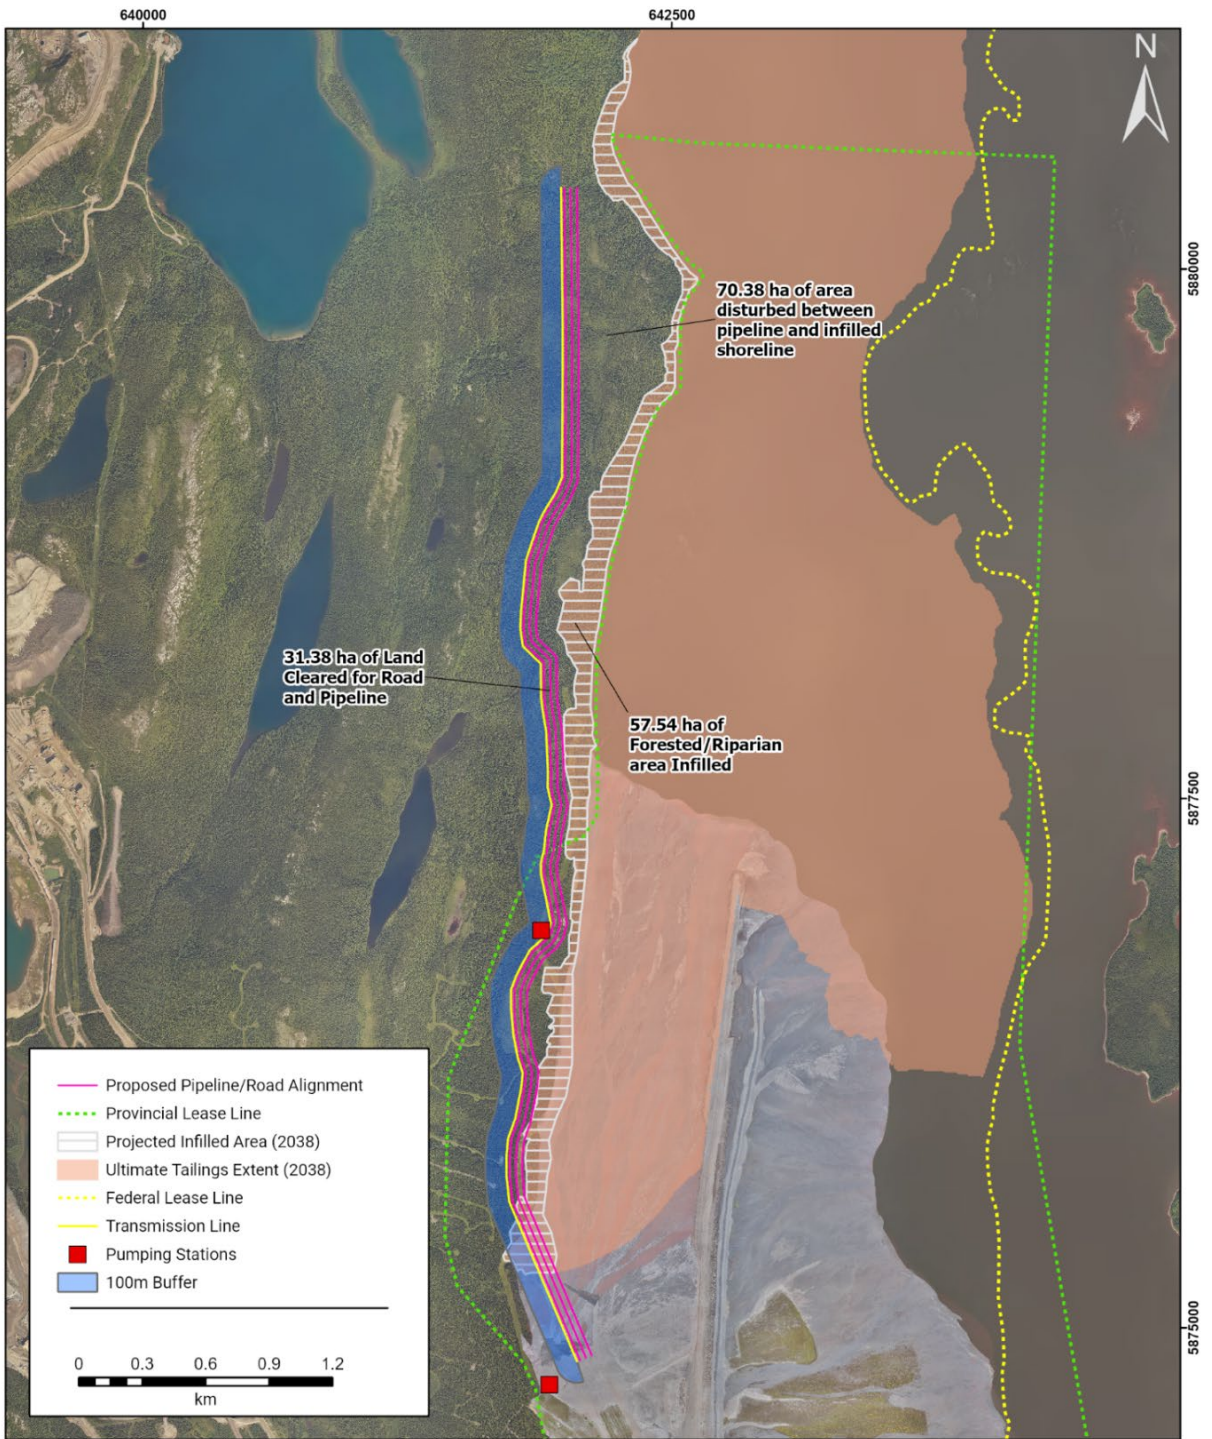 640000
642500
N
5880000
70.38 ha of area
disturbed between
pipeline and infilled
shoreline
31.38 ha of Land
Cleared for Road
and Pipeline
57.54 ha of
Forested/Riparian
area Infilled
5877500
Proposed Pipeline/Road Alignment
Provincial Lease Line
Projected Infilled Area (2038)
Ultimate Tailings Extent (2038)
Federal Lease Line
Transmission Line
Pumping Stations
100m Buffer
5875000
0 0.3 0.6 0.9 1.2
km